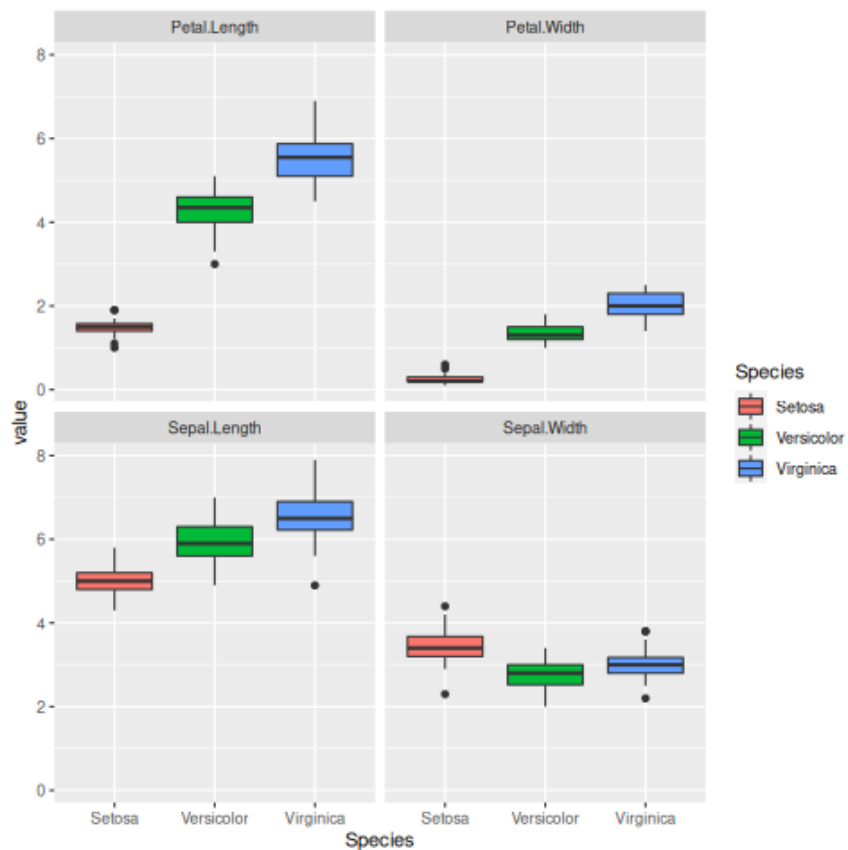 Petal.Length
Petal.Width
8
6
4
2
0
value
Sepal.Length
Sepal.Width
8
6
4
2
0
Setosa Versicolor Virginica
Setosa Versicolor Virginica
Species
Species
Setosa
Versicolor
Virginica